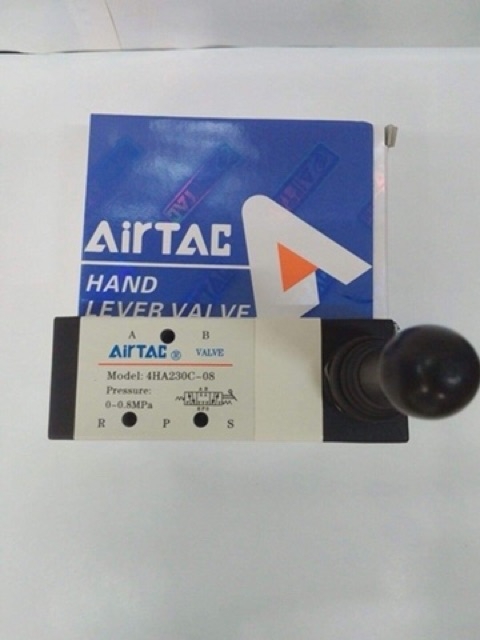 AirTAC
HAND
LEVER VALVE
A B
AirTAC ® VALVE
Model: 4HA230C-08
Pressure:
0-0.8MPa
R P S